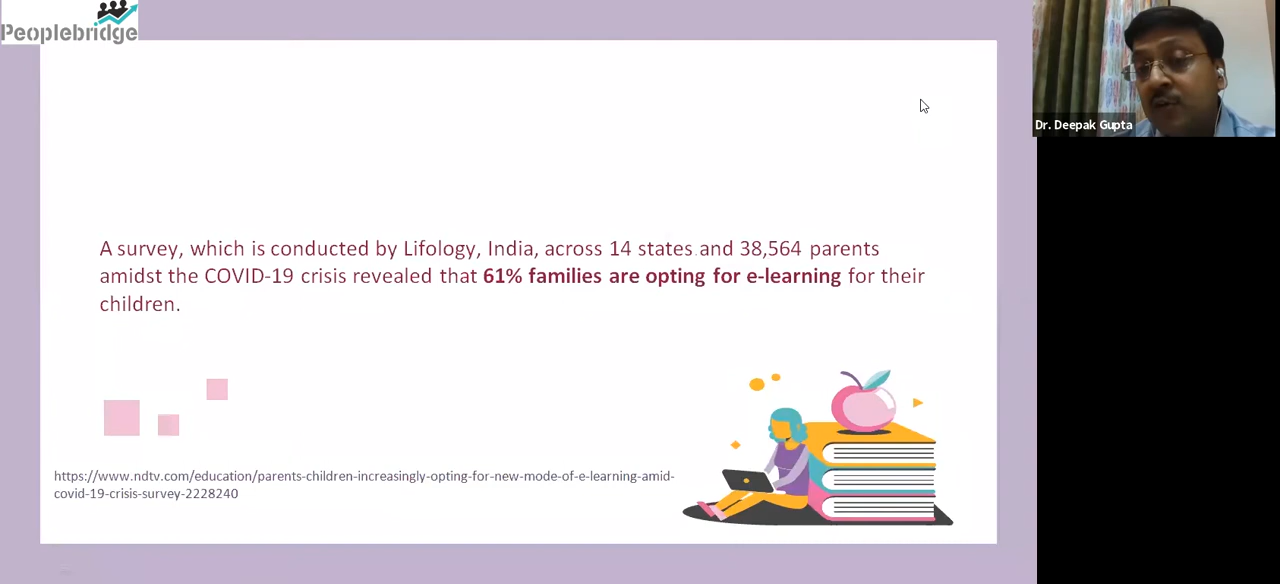 Peoplebridge
Dr. Deepak Gupta
A survey, which is conducted by Lifology, India, across 14 states and 38,564 parents
amidst the COVID-19 crisis revealed that 61% families are opting for e-learning for their
children.
https://www.ndtv.com/education/parents-children-increasingly-opting-for-new-mode-of-e-learning-amid-
covid-19-crisis-survey-2228240